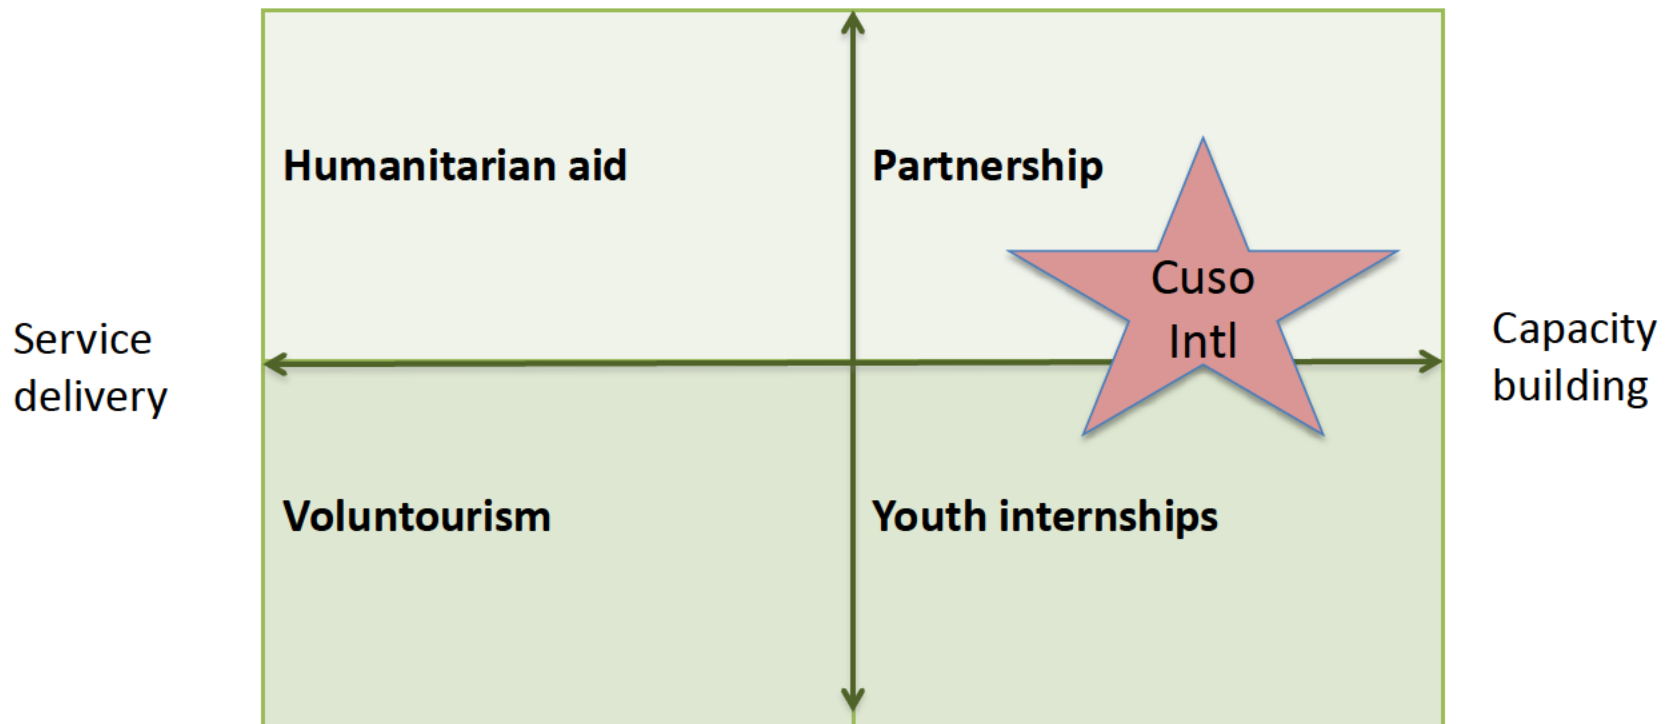 Humanitarian aid
Partnership
Cuso
Intl
Service
delivery
Capacity
building
Voluntourism
Youth internships